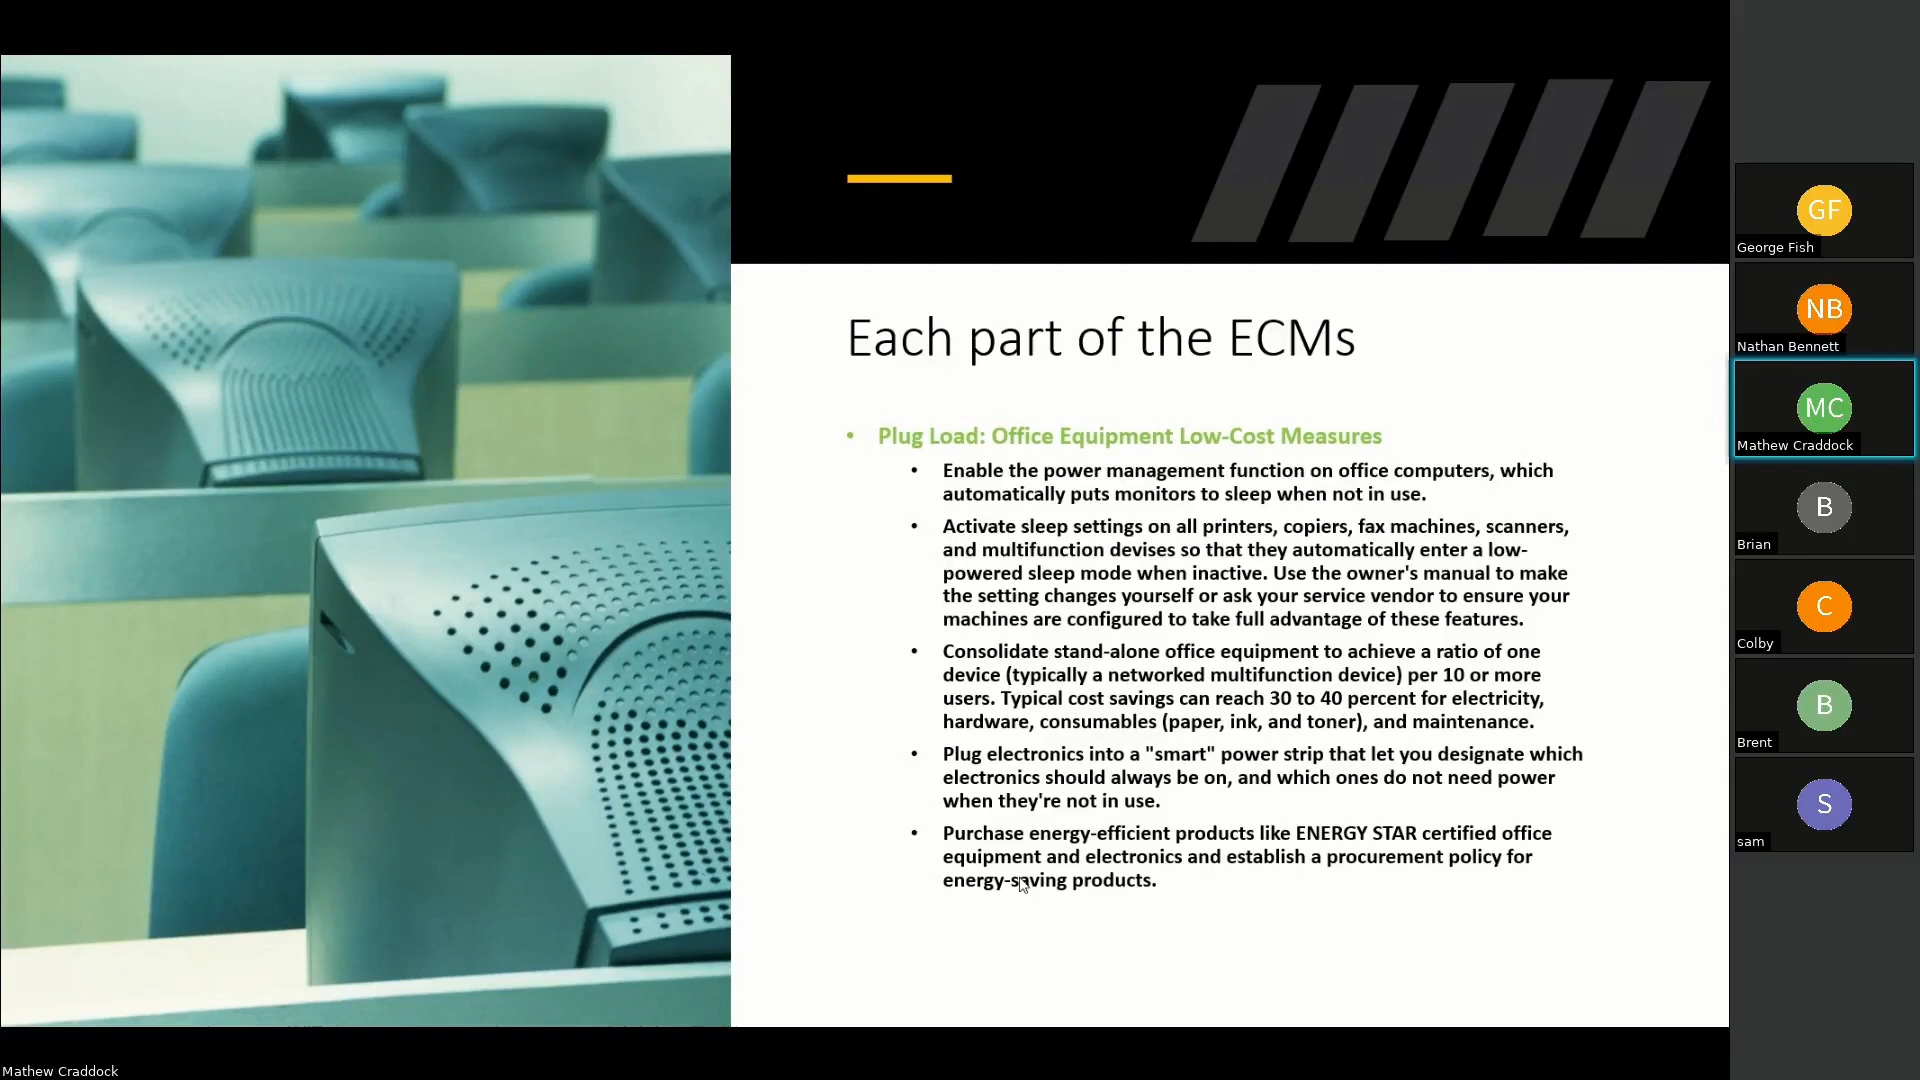 Each part of the ECMs
• Plug Load: Office Equipment Low-Cost Measures
• Enable the power management function on office computers, which
automatically puts monitors to sleep when not in use.
• Activate sleep settings on all printers, copiers, fax machines, scanners,
and multifunction devises so that they automatically enter a low-
powered sleep mode when inactive. Use the owner's manual to make
the setting changes yourself or ask your service vendor to ensure your
machines are configured to take full advantage of these features.
• Consolidate stand-alone office equipment to achieve a ratio of one
device (typically a networked multifunction device) per 10 or more
users. Typical cost savings can reach 30 to 40 percent for electricity,
hardware, consumables (paper, ink, and toner), and maintenance.
• Plug electronics into a "smart" power strip that let you designate which
electronics should always be on, and which ones do not need power
when they're not in use.
• Purchase energy-efficient products like ENERGY STAR certified office
equipment and electronics and establish a procurement policy for
energy-saving products.
GF
George Fish
NB
Nathan Bennett
MC
Mathew Craddock
B
Brian
C
Colby
B
Brent
S
sam
Mathew Craddock